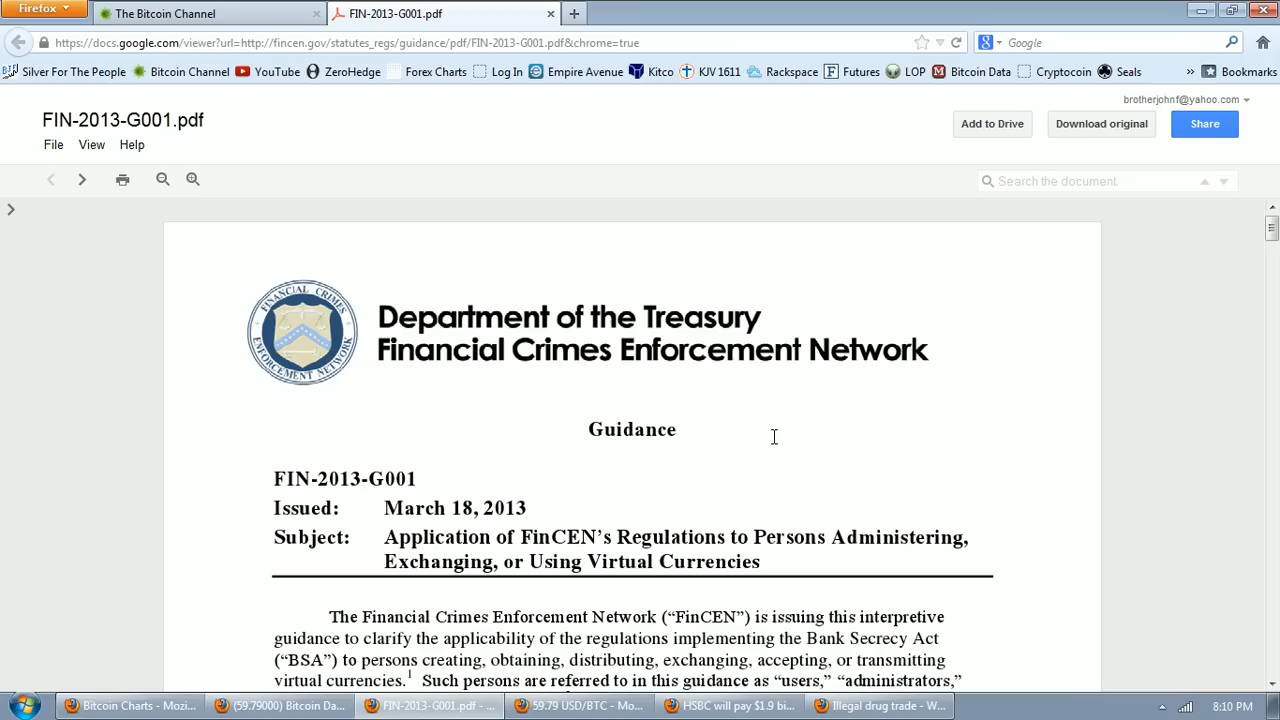 Firefox
The Bitcoin Channel
FIN-2013-G001.pdf
https://docs.google.com/viewer?url=http://fincen.gov/statutes_regs/guidance/pdf/FIN-2013-G001.pdf&chrome=true
Google
Silver For The People
Bitcoin Channel
YouTube
ZeroHedge
Forex Charts
Log In
Empire Avenue
Kitco
KJV 1611
Rackspace
Futures
LOP
Bitcoin Data
Cryptocoin
Seals
Bookmarks
brotherjohnf@yahoo.com
FIN-2013-G001.pdf
Add to Drive
Download original
Share
File View Help
Search the document
FINANCIAL CRIMES
ENFORCEMENT NETWORK
Department of the Treasury
Financial Crimes Enforcement Network
Guidance
FIN-2013-G001
Issued: March 18, 2013
Subject: Application of FinCEN's Regulations to Persons Administering,
Exchanging, or Using Virtual Currencies
The Financial Crimes Enforcement Network (“FinCEN”) is issuing this interpretive
guidance to clarify the applicability of the regulations implementing the Bank Secrecy Act
(“BSA”) to persons creating, obtaining, distributing, exchanging, accepting, or transmitting
virtual currencies.1 Such persons are referred to in this guidance as “users,” “administrators,”
Bitcoin Charts - Mozi...
(59.79000) Bitcoin Da...
FIN-2013-G001.pdf - ...
59.79 USD/BTC - Mo...
HSBC will pay $1.9 bi...
Illegal drug trade - W...
8:10 PM